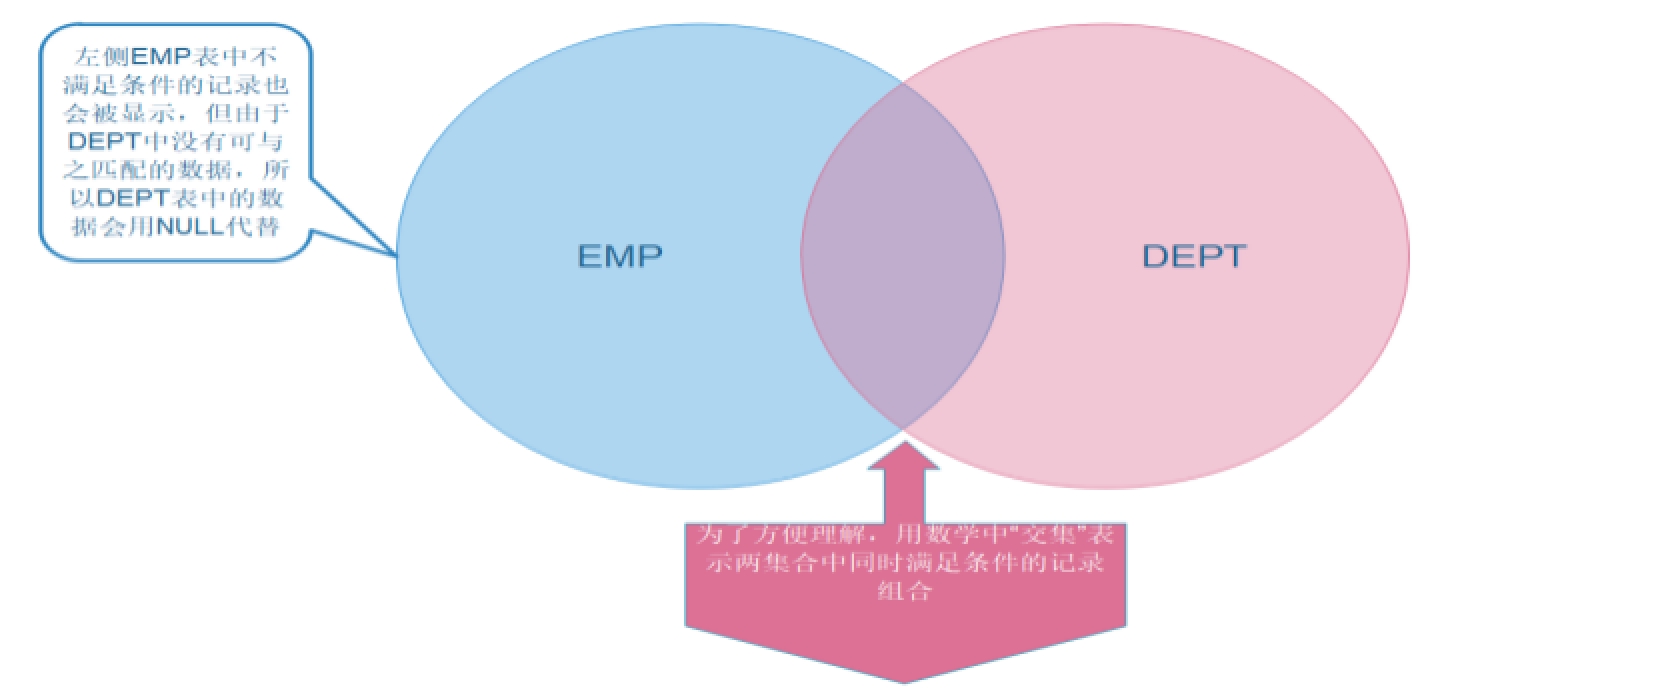 左侧EMP表中不
满足条件的记录也
会被显示，但由于
DEPT中没有可与
之匹配的数据，所
以DEPT表中的数
据会用NULL代替
EMP
DEPT
为了方便理解，用数学中“交集”表
示两集合中同时满足条件的记录
组合